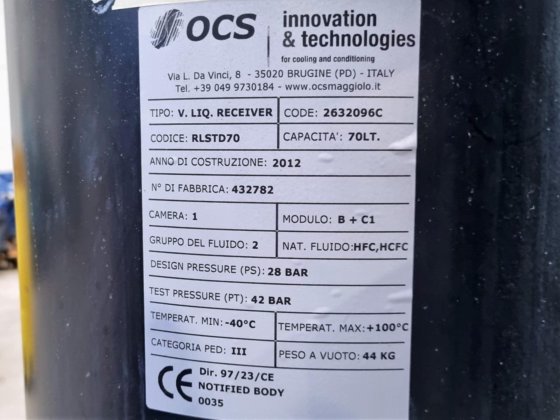 OCS
innovation
& technologies
for cooling and conditioning
Via L. Da Vinci, 8 - 35020 BRUGINE (PD) - ITALY
Tel. +39 049 9730184 - www.ocsmaggiolo.it
TIPO: V. LIQ. RECEIVER CODE: 2632096C
CODICE: RLSTD70 CAPACITA': 70LT.
ANNO DI COSTRUZIONE: 2012
N° DI FABBRICA: 432782
CAMERA: 1 MODULO: B + C1
GRUPPO DEL FLUIDO: 2 NAT. FLUIDO:HFC,HCFC
DESIGN PRESSURE (PS): 28 BAR
TEST PRESSURE (PT): 42 BAR
TEMPERAT. MIN: -40°C TEMPERAT. MAX: +100°C
CATEGORIA PED: III PESO A VUOTO: 44 KG
CE Dir. 97/23/CE
NOTIFIED BODY
0035